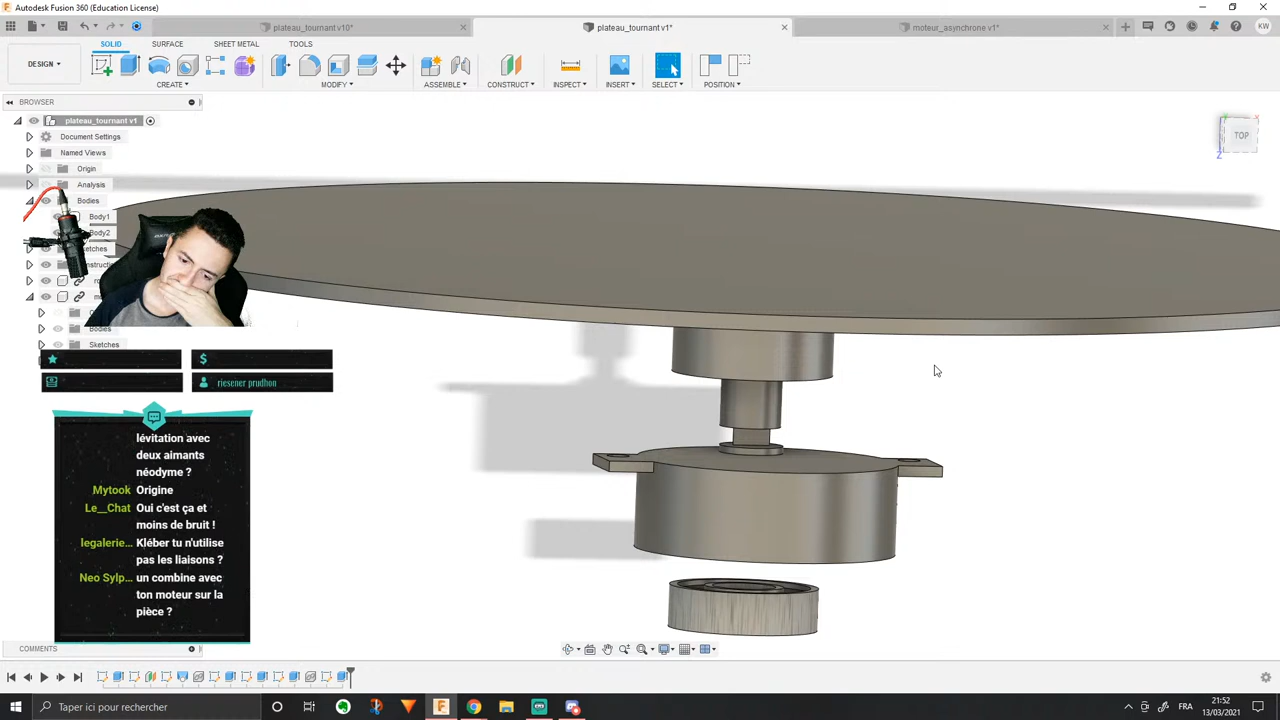 Autodesk Fusion 360 (Education License)
plateau_tournant v10*
plateau_tournant v1*
moteur_asynchrone v1*
KW
SOLID
SURFACE
SHEET METAL
TOOLS
DESIGN
CREATE
MODIFY
ASSEMBLE
CONSTRUCT
INSPECT
INSERT
SELECT
POSITION
BROWSER
TOP
Z
plateau_tournant v1
Document Settings
Named Views
Origin
Analysis
Bodies
Body1
Body2
Bodies
Sketches
$
riesener prudhon
lévitation avec
deux aimants
néodyme ?
Mytook Origine
Le__Chat Oui c'est ça et
moins de bruit !
legalerie... Kléber tu n'utilise
pas les liaisons ?
Neo Sylp... un combine avec
ton moteur sur la
pièce ?
COMMENTS
Taper ici pour rechercher
FRA
21:52
13/03/2021